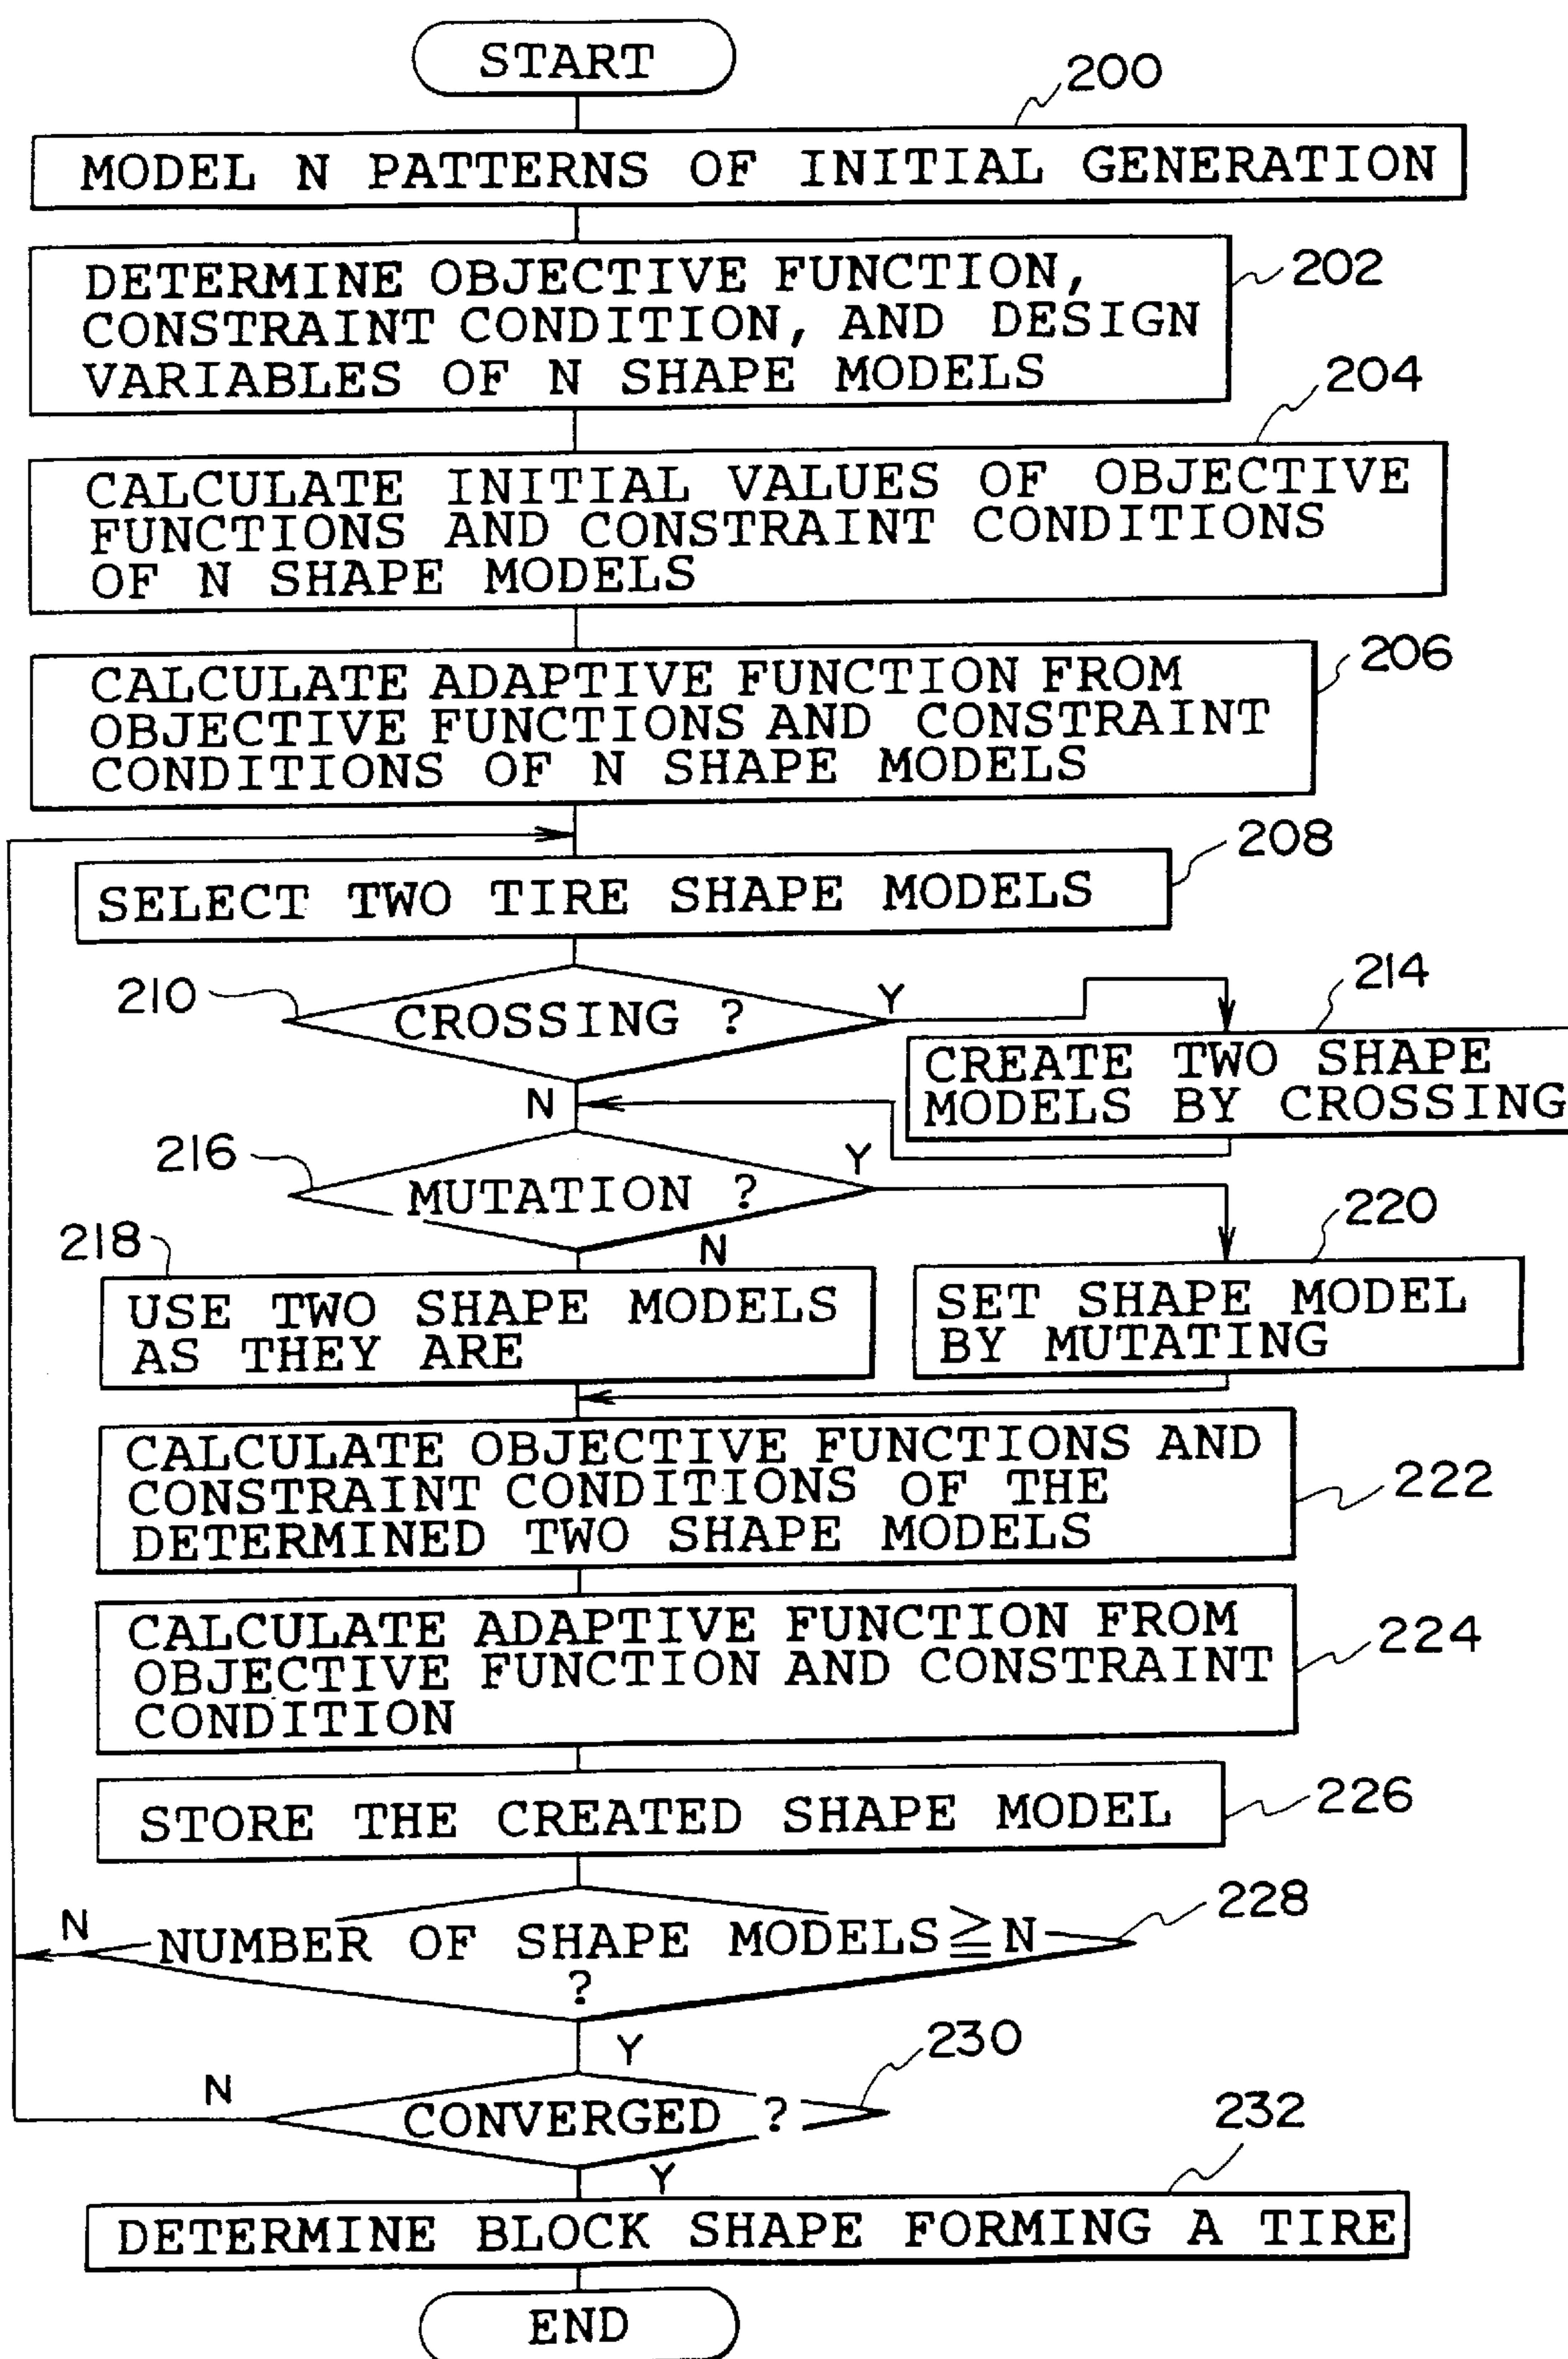 START
200
MODEL N PATTERNS OF INITIAL GENERATION
DETERMINE OBJECTIVE FUNCTION,
CONSTRAINT CONDITION, AND DESIGN
VARIABLES OF N SHAPE MODELS
202
204
CALCULATE INITIAL VALUES OF OBJECTIVE
FUNCTIONS AND CONSTRAINT CONDITIONS
OF N SHAPE MODELS
206
CALCULATE ADAPTIVE FUNCTION FROM
OBJECTIVE FUNCTIONS AND CONSTRAINT
CONDITIONS OF N SHAPE MODELS
208
SELECT TWO TIRE SHAPE MODELS
210
CROSSING ?
Y
214
CREATE TWO SHAPE
MODELS BY CROSSING
N
216
MUTATION ?
Y
N
218
USE TWO SHAPE MODELS
AS THEY ARE
220
SET SHAPE MODEL
BY MUTATING
CALCULATE OBJECTIVE FUNCTIONS AND
CONSTRAINT CONDITIONS OF THE
DETERMINED TWO SHAPE MODELS
222
CALCULATE ADAPTIVE FUNCTION FROM
OBJECTIVE FUNCTION AND CONSTRAINT
CONDITION
224
STORE THE CREATED SHAPE MODEL
226
N
NUMBER OF SHAPE MODELS≧N
?
228
Y
230
N
CONVERGED ?
Y
232
DETERMINE BLOCK SHAPE FORMING A TIRE
END